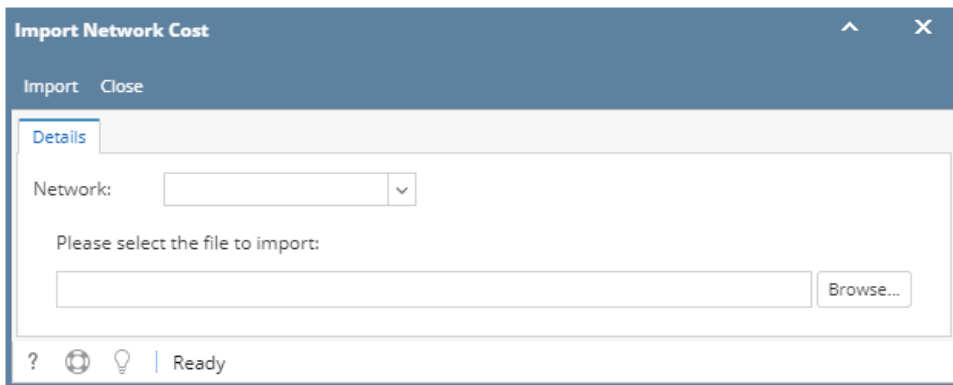 Import Network Cost
Import Close
Details
Network:
Please select the file to import:
Browse...
? Ready